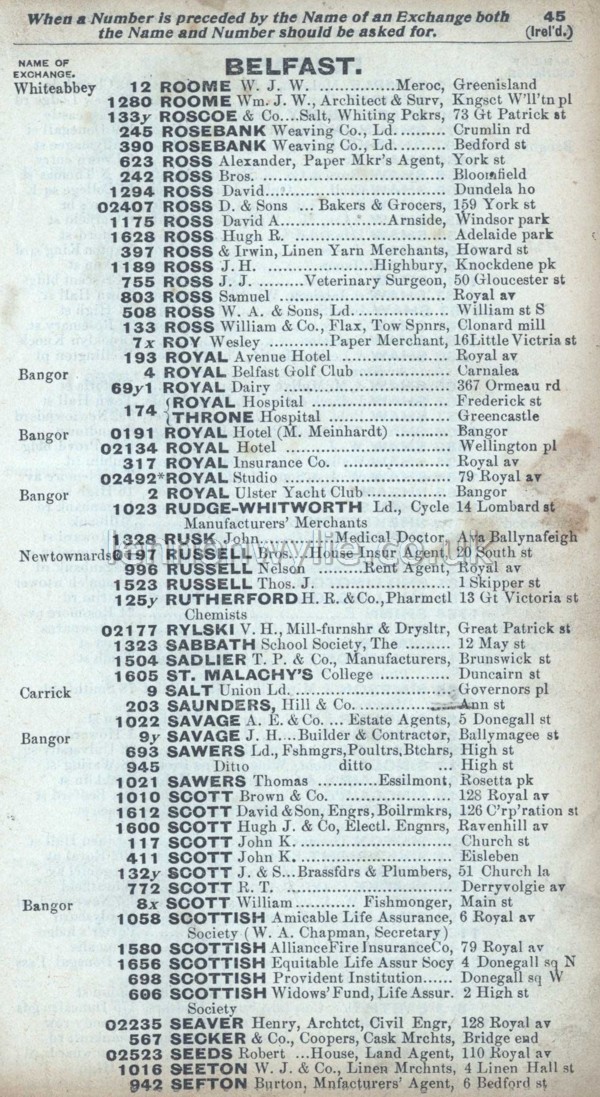 When a Number is preceded by the Name of an Exchange both 45
the Name and Number should be asked for. (Irel'd.)
NAME OF EXCHANGE. BELFAST.
Whiteabbey 12 ROOME W. J. W. ...............Meroc, Greenisland
1280 ROOME Wm. J. W., Architect & Surv, Kngsct W'll'tn pl
133y ROSCOE & Co....Salt, Whiting Pckrs, 73 Gt Patrick st
245 ROSEBANK Weaving Co., Ld.......... Crumlin rd
390 ROSEBANK Weaving Co., Ld.......... Bedford st
623 ROSS Alexander, Paper Mkr's Agent, York st
242 ROSS Bros. ........................... Bloomfield
1294 ROSS David........................... Dundela ho
02407 ROSS D. & Sons ... Bakers & Grocers, 159 York st
1175 ROSS David A.................Arnside, Windsor park
1628 ROSS Hugh R. ........................ Adelaide park
397 ROSS & Irwin, Linen Yarn Merchants, Howard st
1189 ROSS J. H. ..................Highbury, Knockdene pk
755 ROSS J. J. .........Veterinary Surgeon, 50 Gloucester st
803 ROSS Samuel ........................... Royal av
508 ROSS W. A. & Sons, Ld............... William st S
133 ROSS William & Co., Flax, Tow Spnrs, Clonard mill
7x ROY Wesley ............Paper Merchant, 16Little Victria st
193 ROYAL Avenue Hotel .................. Royal av
Bangor 4 ROYAL Belfast Golf Club ............... Carnalea
69y1 ROYAL Dairy ........................... 367 Ormeau rd
174 {ROYAL Hospital ..................... Frederick st
{THRONE Hospital .................. Greencastle
Bangor 0191 ROYAL Hotel (M. Meinhardt) ........... Bangor
02134 ROYAL Hotel ........................... Wellington pl
317 ROYAL Insurance Co. .................. Royal av
02492*ROYAL Studio ........................ 79 Royal av
Bangor 2 ROYAL Ulster Yacht Club ............ Bangor
1023 RUDGE-WHITWORTH Ld., Cycle 14 Lombard st
Manufacturers' Merchants
1328 RUSK John............Medical Doctor, Ava Ballynafeigh
Newtownards 0197 RUSSELL Bros...House Insur Agent, 20 South st
996 RUSSELL Nelson .........Rent Agent, Royal av
1523 RUSSELL Thos. J. .................. 1 Skipper st
125y RUTHERFORD H. R. & Co., Pharmctl 13 Gt Victoria st
Chemists
02177 RYLSKI V. H., Mill-furnshr & Drysltr, Great Patrick st
1323 SABBATH School Society, The ......... 12 May st
1504 SADLIER T. P. & Co., Manufacturers, Brunswick st
1605 ST. MALACHY'S College ............. Duncairn st
Carrick 9 SALT Union Ld. ........................ Governors pl
203 SAUNDERS, Hill & Co. ............... Ann st
1022 SAVAGE A. E. & Co. ... Estate Agents, 5 Donegall st
Bangor 9y SAVAGE J. H....Builder & Contractor, Ballymagee st
693 SAWERS Ld., Fshmgrs, Poultrs, Btchrs, High st
945 Ditto ditto ... High st
1021 SAWERS Thomas ............Essilmont, Rosetta pk
1010 SCOTT Brown & Co. .................. 128 Royal av
1612 SCOTT David & Son, Engrs, Boilrmkrs, 126 C'rp'ration st
1600 SCOTT Hugh J. & Co, Electl. Engnrs, Ravenhill av
117 SCOTT John K......................... Church st
411 SCOTT John K......................... Eisleben
132y SCOTT J. & S...Brassfdrs & Plumbers, 51 Church la
772 SCOTT R. T. ........................ Derryvolgie av
Bangor 8x SCOTT William ............ Fishmonger, Main st
1058 SCOTTISH Amicable Life Assurance, 6 Royal av
Society (W. A. Chapman, Secretary)
1580 SCOTTISH Alliance Fire Insurance Co, 79 Royal av
1656 SCOTTISH Equitable Life Assur Socy 4 Donegall sq N
698 SCOTTISH Provident Institution...... Donegall sq W
606 SCOTTISH Widows' Fund, Life Assur. 2 High st
Society
02235 SEAVER Henry, Archtct, Civil Engr, 128 Royal av
567 SECKER & Co., Coopers, Cask Mrchts, Bridge end
02523 SEEDS Robert ...House, Land Agent, 110 Royal av
1016 SEETON W. J. & Co., Linen Mrchnts, 4 Linen Hall st
942 SEFTON Burton, Mnfacturers' Agent, 6 Bedford st